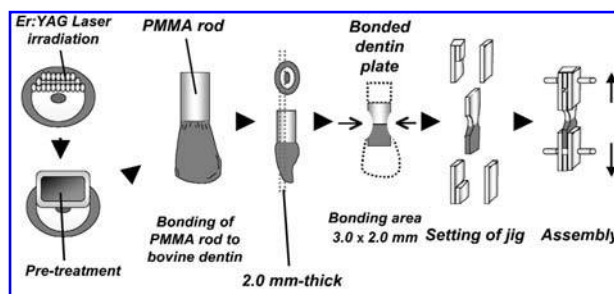 Er:YAG Laser
irradiation
Pre-treatment
PMMA rod
Bonding of
PMMA rod to
bovine dentin
2.0 mm-thick
Bonded
dentin
plate
Bonding area
3.0 x 2.0 mm
Setting of jig
Assembly